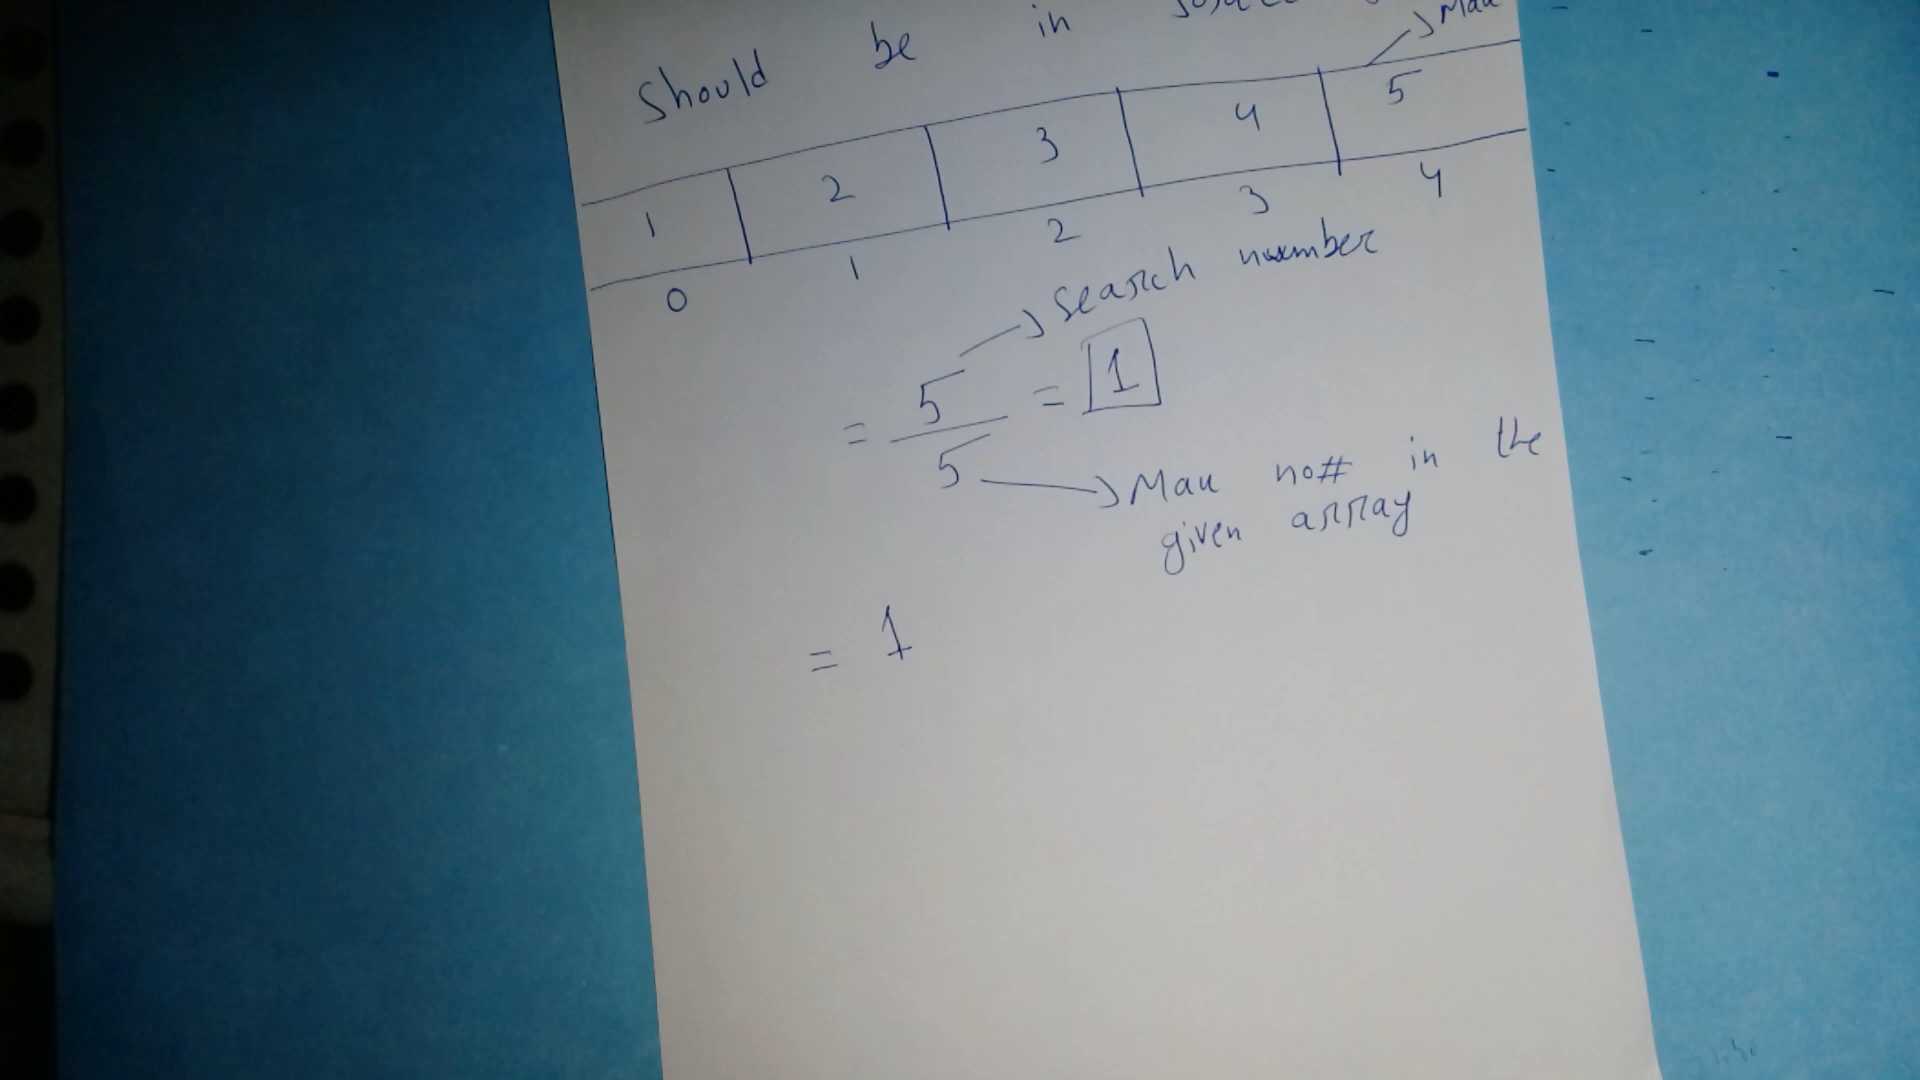 Should be in
Max
1 2 3 4 5
0 1 2 3 4
search number
= 5 / 5 = 1
Max no# in the
given array
= 1